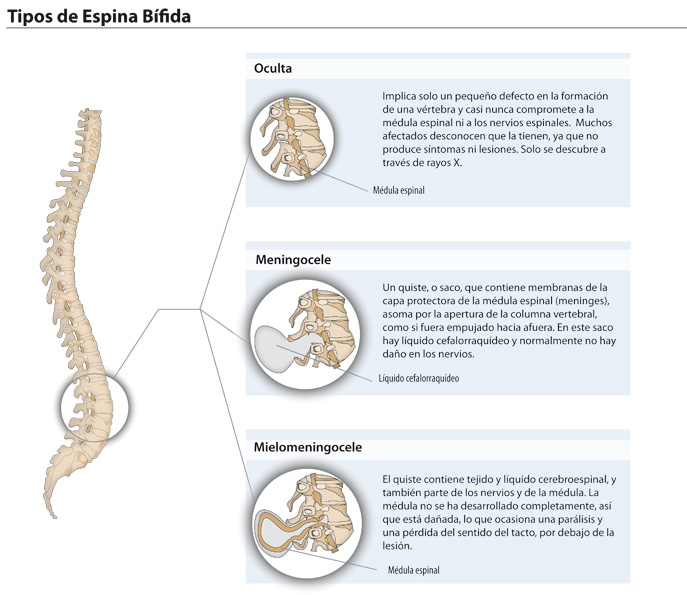 Tipos de Espina Bífida
Oculta
Implica solo un pequeño defecto en la formación
de una vértebra y casi nunca compromete a la
médula espinal ni a los nervios espinales. Muchos
afectados desconocen que la tienen, ya que no
produce síntomas ni lesiones. Solo se descubre a
través de rayos X.
Médula espinal
Meningocele
Un quiste, o saco, que contiene membranas de la
capa protectora de la médula espinal (meninges),
asoma por la apertura de la columna vertebral,
como si fuera empujado hacia afuera. En este saco
hay líquido cefalorraquídeo y normalmente no hay
daño en los nervios.
Líquido cefalorraquídeo
Mielomeningocele
El quiste contiene tejido y líquido cerebroespinal, y
también parte de los nervios y de la médula. La
médula no se ha desarrollado completamente, así
que está dañada, lo que ocasiona una parálisis y
una pérdida del sentido del tacto, por debajo de la
lesión.
Médula espinal